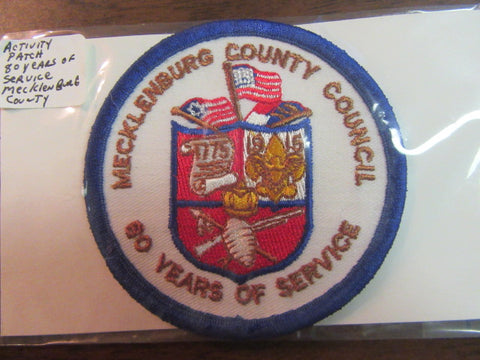 ACTIVITY
PATCH
80 YEARS OF
SERVICE
MECKLENBURG
COUNTY
MECKLENBURG COUNTY COUNCIL
1775
1915
80 YEARS OF SERVICE